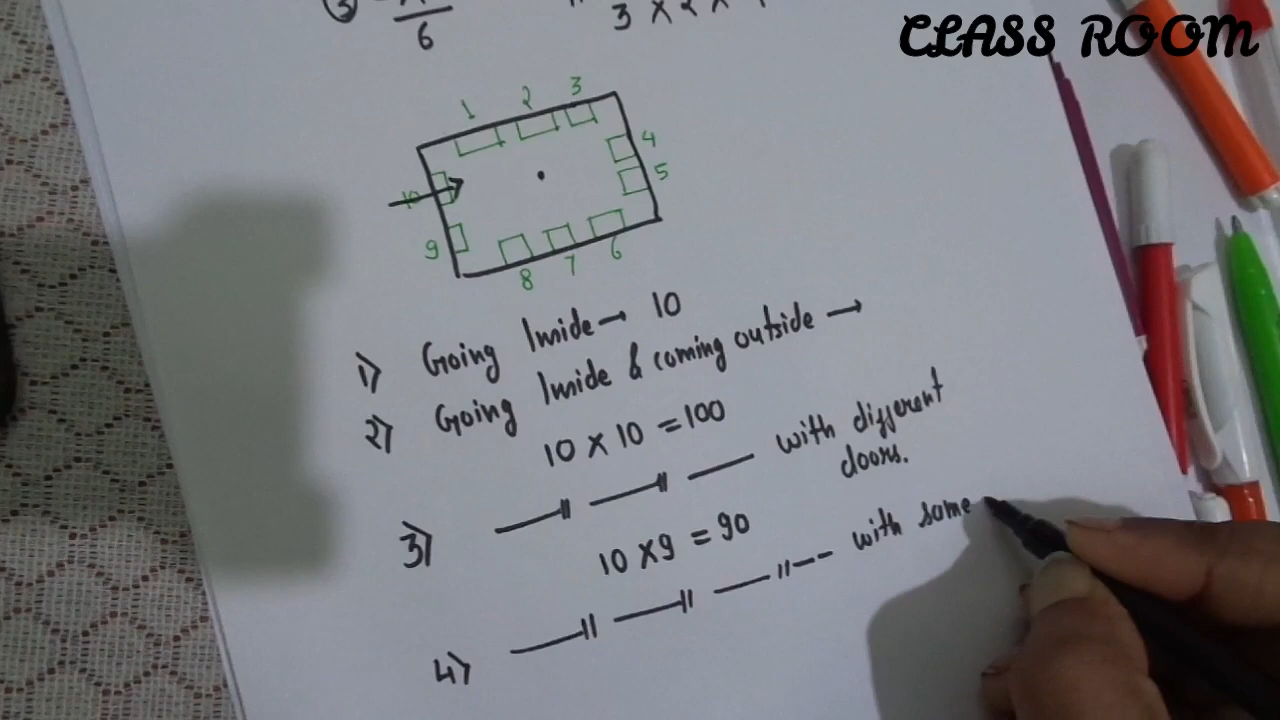 CLASS ROOM
3
6
3 × 2 ×
1 2 3
4
5
10
9
8 7 6
1) Going Inside → 10
2) Going Inside & coming outside →
10 × 10 = 100
3) —"—"— with different
doors.
10 × 9 = 90
4) —"—"—"-- with same